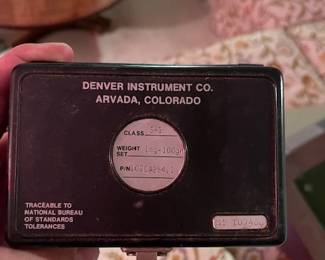 DENVER INSTRUMENT CO.
ARVADA, COLORADO
CLASS
WEIGHT
SET
P/N
TRACEABLE TO
NATIONAL BUREAU
OF STANDARDS
TOLERANCES